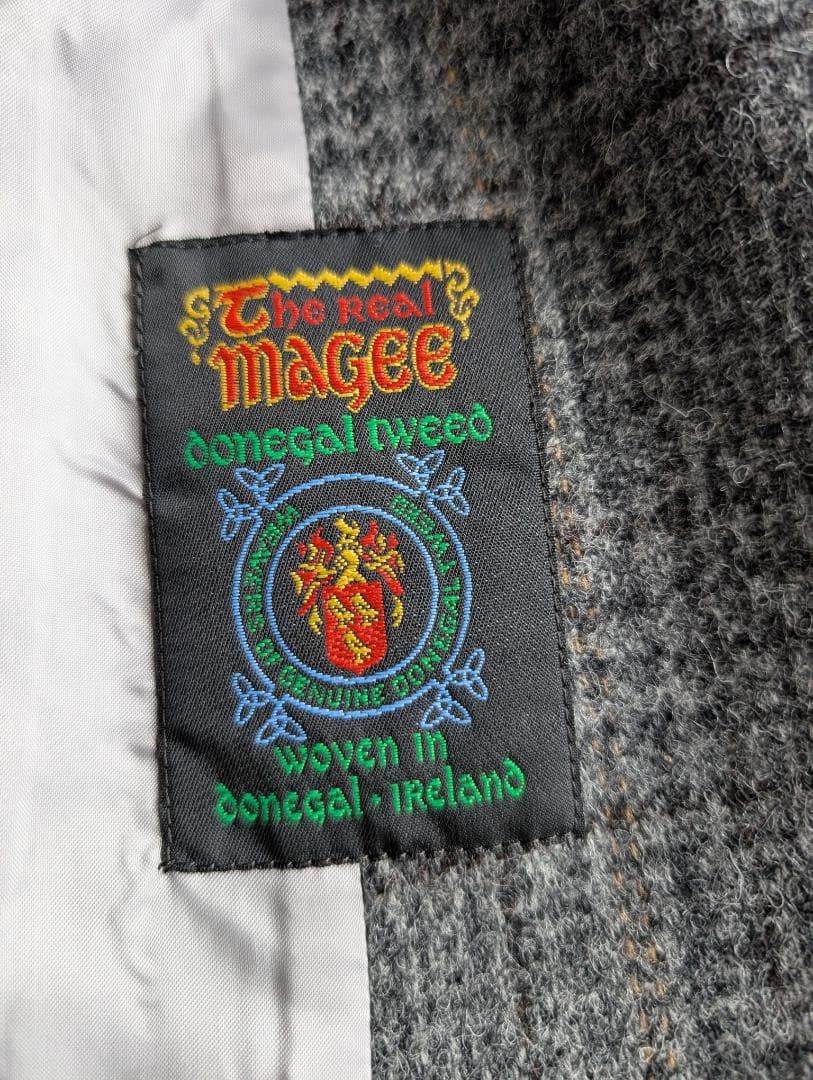 The Real
MAGEE
Donegal Tweed
WEAVERS OF GENUINE DONEGAL TWEED
WOVEN IN
Donegal · IRELAND